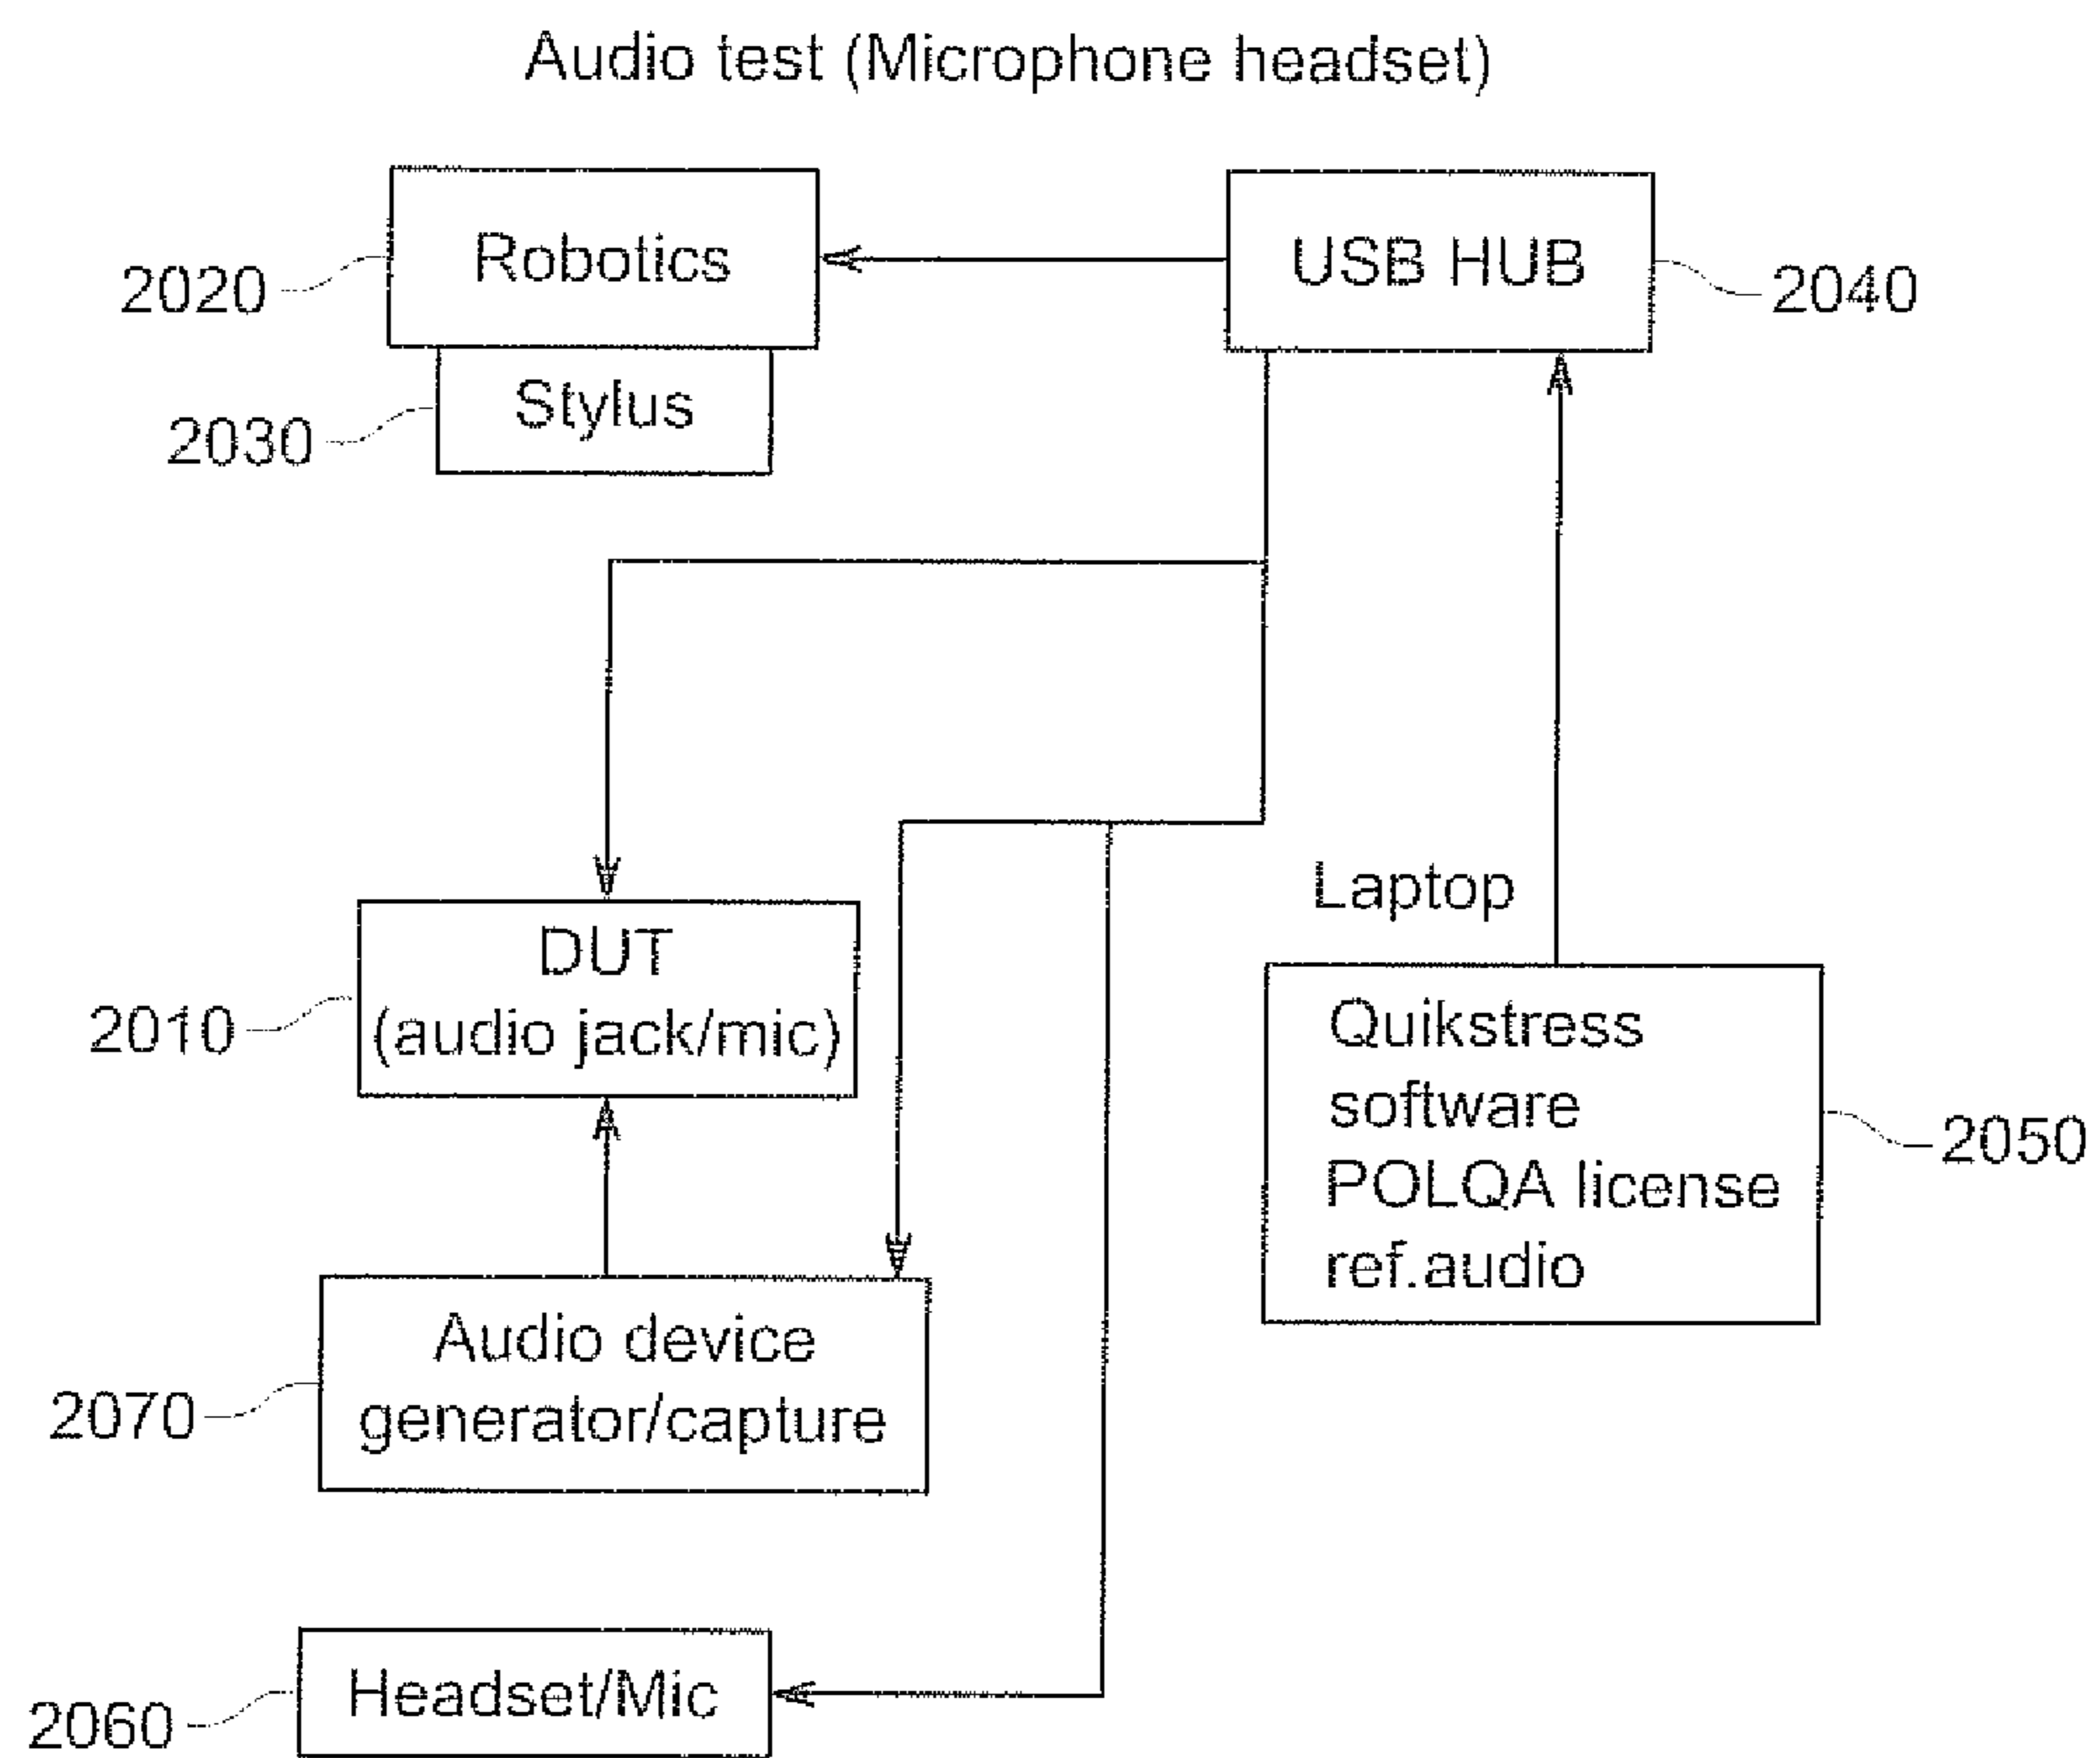 Audio test (Microphone headset)
Robotics
USB HUB
2020
2040
Stylus
2030
Laptop
DUT
(audio jack/mic)
2010
Quikstress
software
POLQA license
ref.audio
2050
Audio device
generator/capture
2070
Headset/Mic
2060